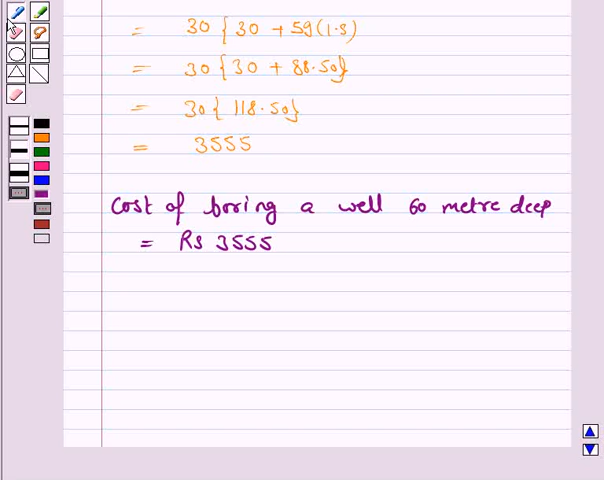 = 30 { 30 + 59(1.5)
= 30 { 30 + 88.50}
= 30 { 118.50}
= 3555
Cost of boring a well 60 metre deep
= Rs 3555